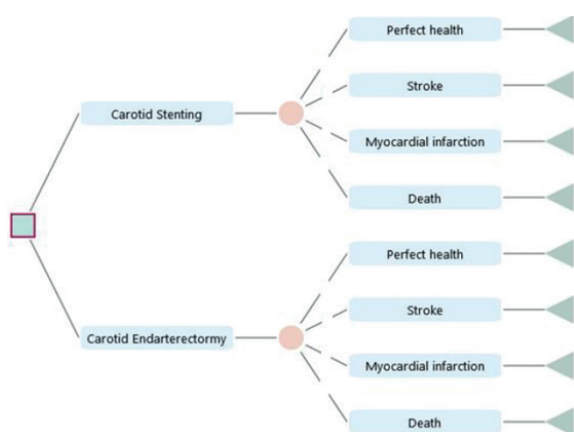 Perfect health
Stroke
Carotid Stenting
Myocardial infarction
Death
Perfect health
Stroke
Carotid Endarterectormy
Myocardial infarction
Death